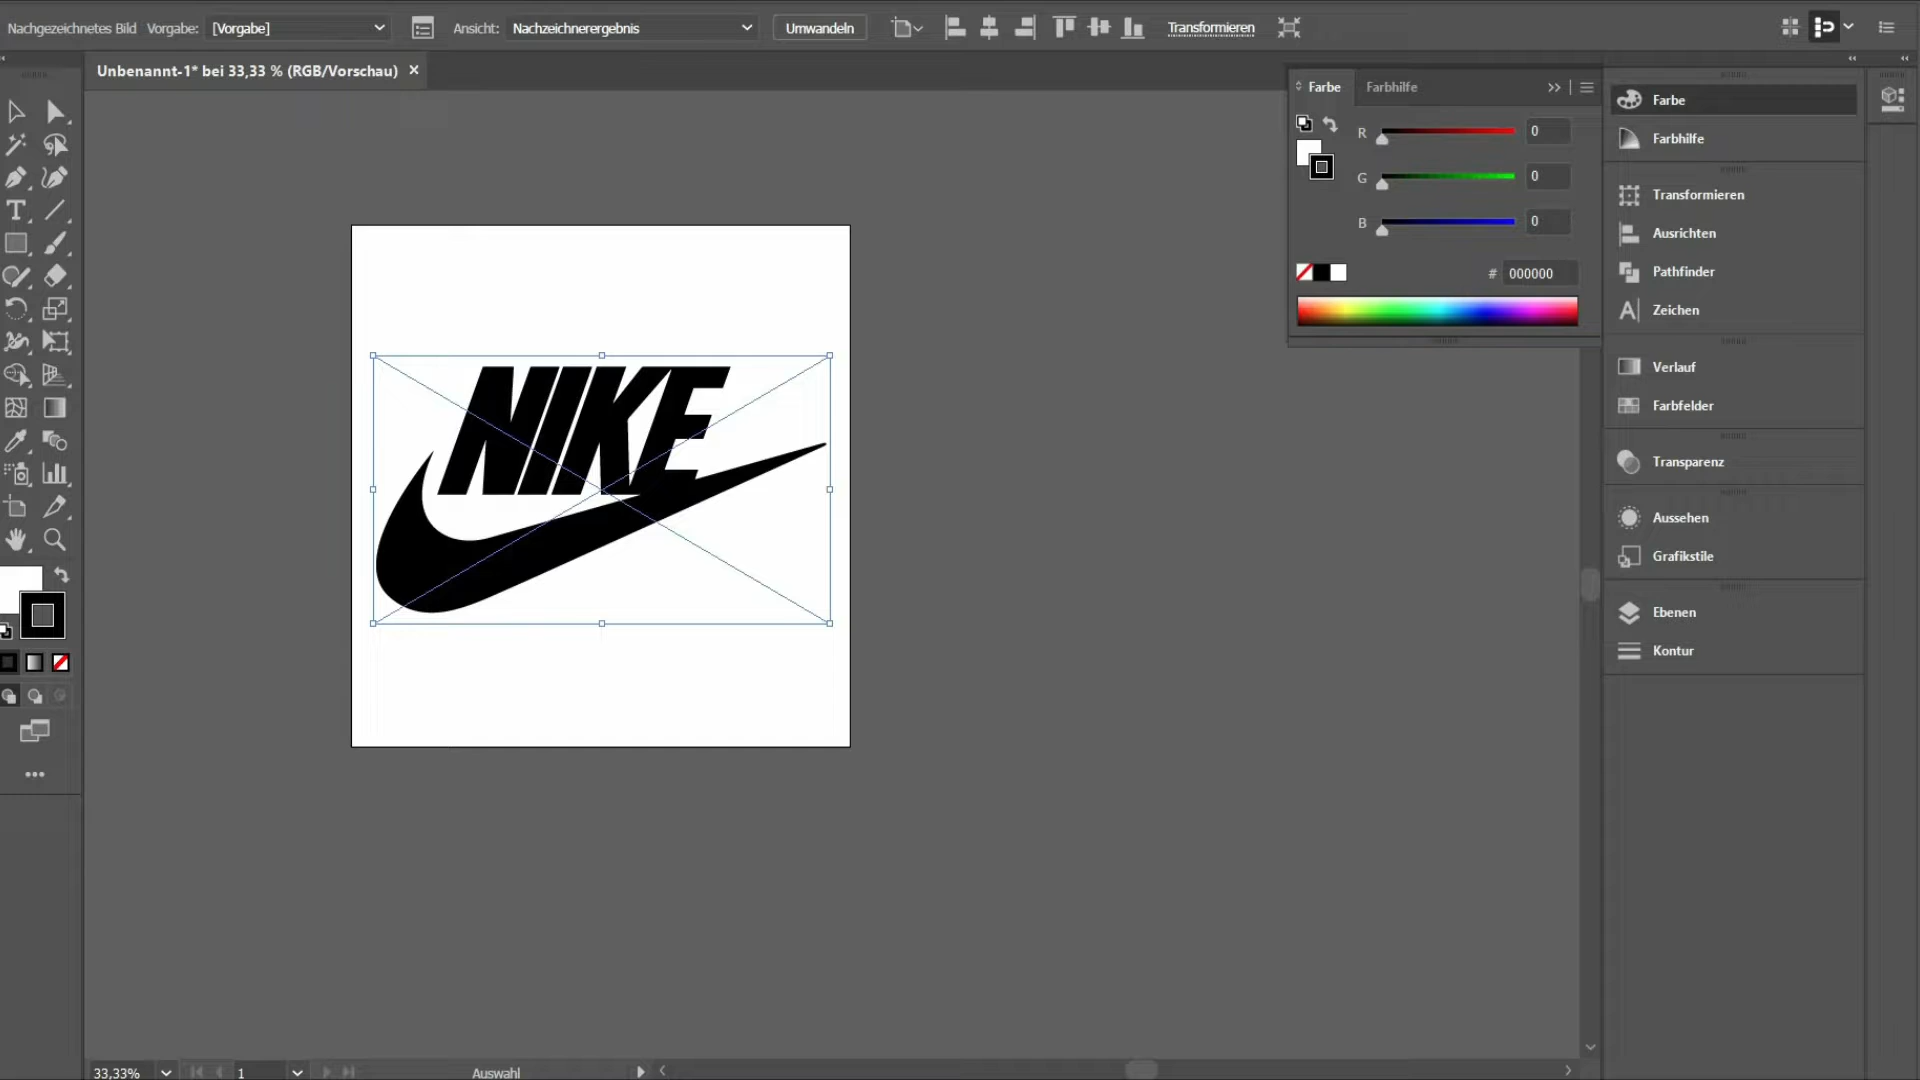 Nachgezeichnetes Bild Vorgabe: [Vorgabe] Ansicht: Nachzeichnerergebnis Umwandeln Transformieren
Unbenannt-1* bei 33,33 % (RGB/Vorschau) ×
Farbe Farbhilfe
R 0
G 0
B 0
# 000000
Farbe
Farbhilfe
Transformieren
Ausrichten
Pathfinder
Zeichen
Verlauf
Farbfelder
Transparenz
Aussehen
Grafikstile
Ebenen
Kontur
NIKE
33,33% 1 Auswahl